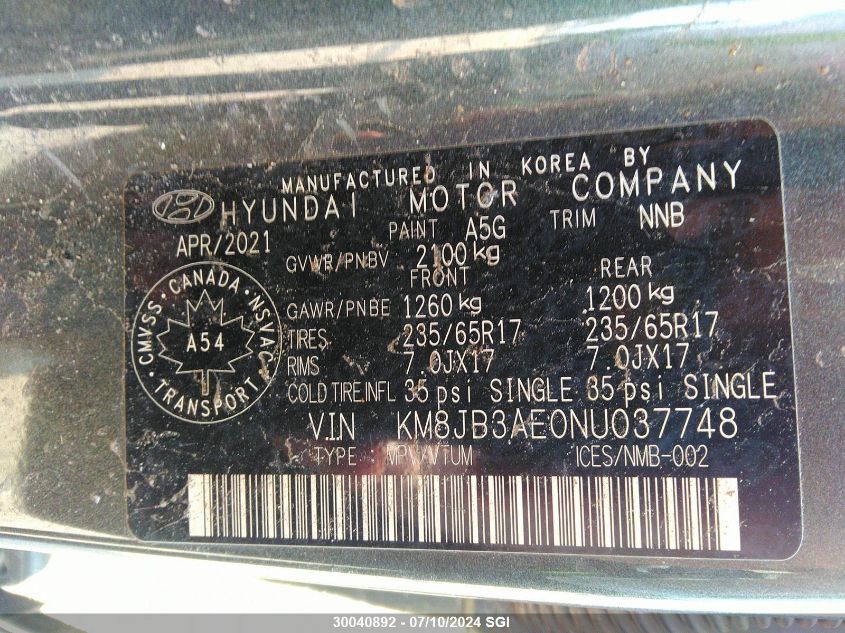 MANUFACTURED IN KOREA BY
HYUNDAI MOTOR COMPANY
APR/2021 PAINT A5G TRIM NNB
GVWR/PNBV 2100 kg
FRONT REAR
GAWR/PNBE 1260 kg 1200 kg
TIRES 235/65R17 235/65R17
RIMS 7.0JX17 7.0JX17
COLD TIRE INFL 35 psi SINGLE 35 psi SINGLE
CMVSS · CANADA · NSVAC
A54
TRANSPORT
VIN KM8JB3AE0NU037748
TYPE : MPV/VTUM ICES/NMB-002
30040892 / 07/10/2024 SGI